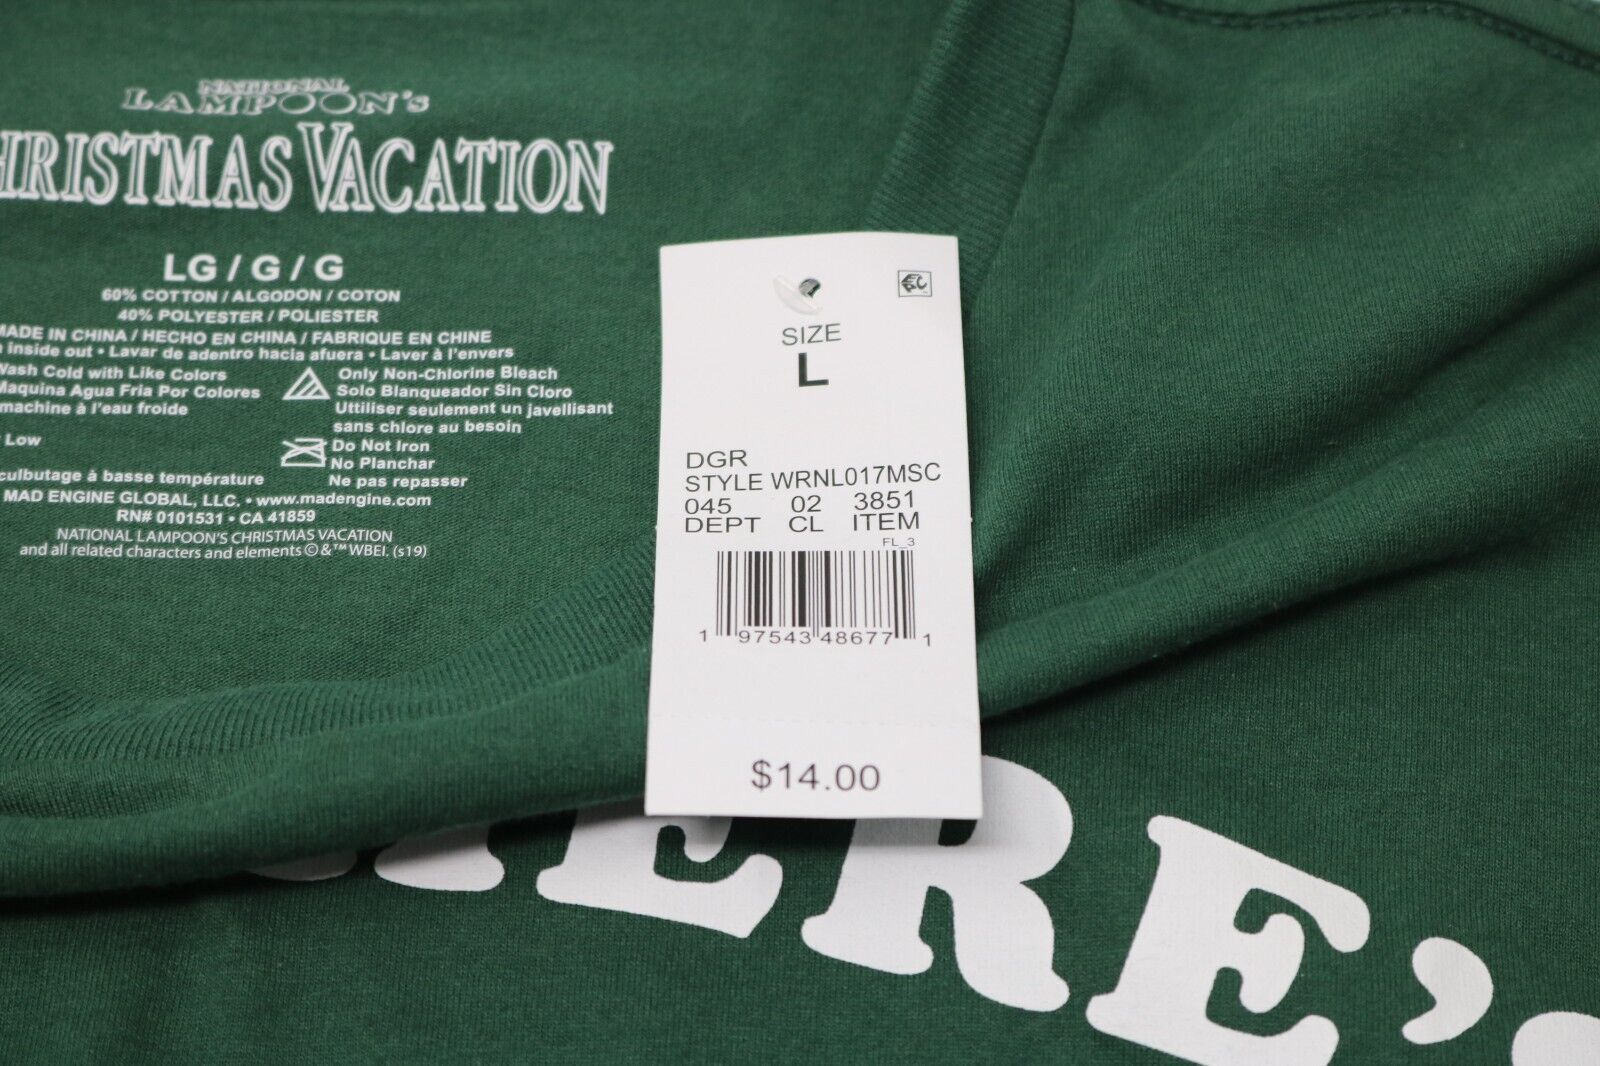 NATIONAL
LAMPOON'S
HRISTMAS VACATION
LG / G / G
60% COTTON / ALGODON / COTON
40% POLYESTER / POLIESTER
MADE IN CHINA / HECHO EN CHINA / FABRIQUE EN CHINE
inside out • Lavar de adentro hacia afuera • Laver à l'envers
Wash Cold with Like Colors
Maquina Agua Fria Por Colores
machine à l'eau froide
Only Non-Chlorine Bleach
Solo Blanqueador Sin Cloro
Uttiliser seulement un javellisant
sans chlore au besoin
Low
culbutage à basse température
Do Not Iron
No Planchar
Ne pas repasser
MAD ENGINE GLOBAL, LLC. • www.madengine.com
RN# 0101531 • CA 41859
NATIONAL LAMPOON'S CHRISTMAS VACATION
and all related characters and elements © & ™ WBEI. (s19)
SIZE
L
DGR
STYLE WRNL017MSC
045 02 3851
DEPT CL ITEM
FL_3
1 97543 48677 1
$14.00
ERE'